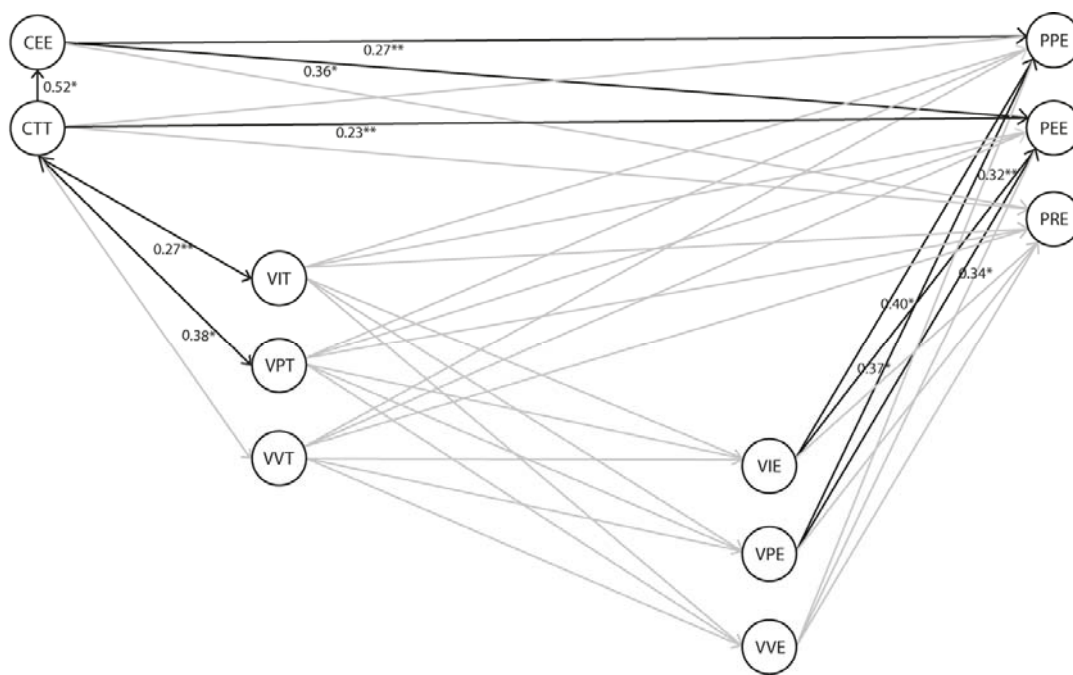 CEE
PPE
0.27**
0.36*
0.52*
CTT
PEE
0.23**
0.32**
PRE
0.27**
VIT
0.34*
0.40*
0.38*
VPT
0.37*
VVT
VIE
VPE
VVE